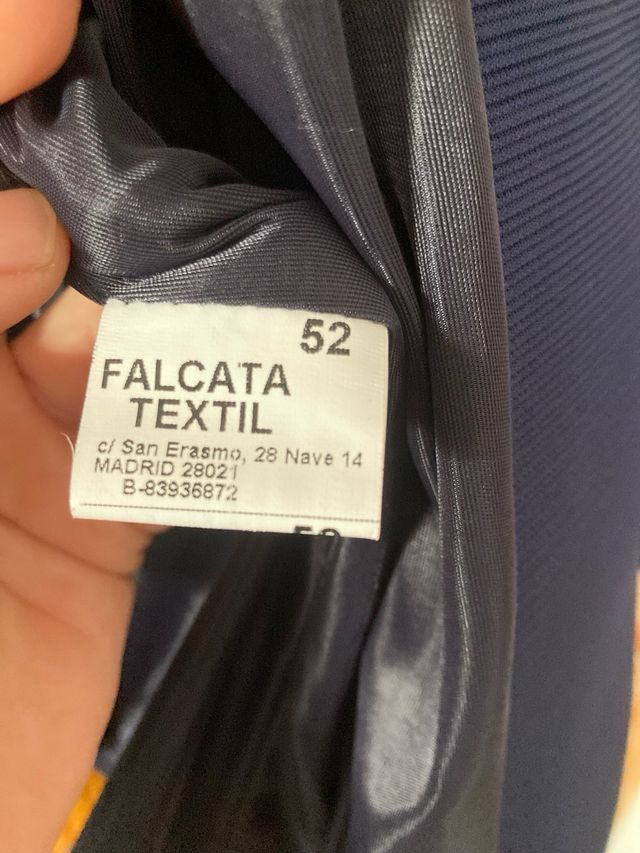 52
FALCATA
TEXTIL
c/ San Erasmo, 28 Nave 14
MADRID 28021
B-83936872